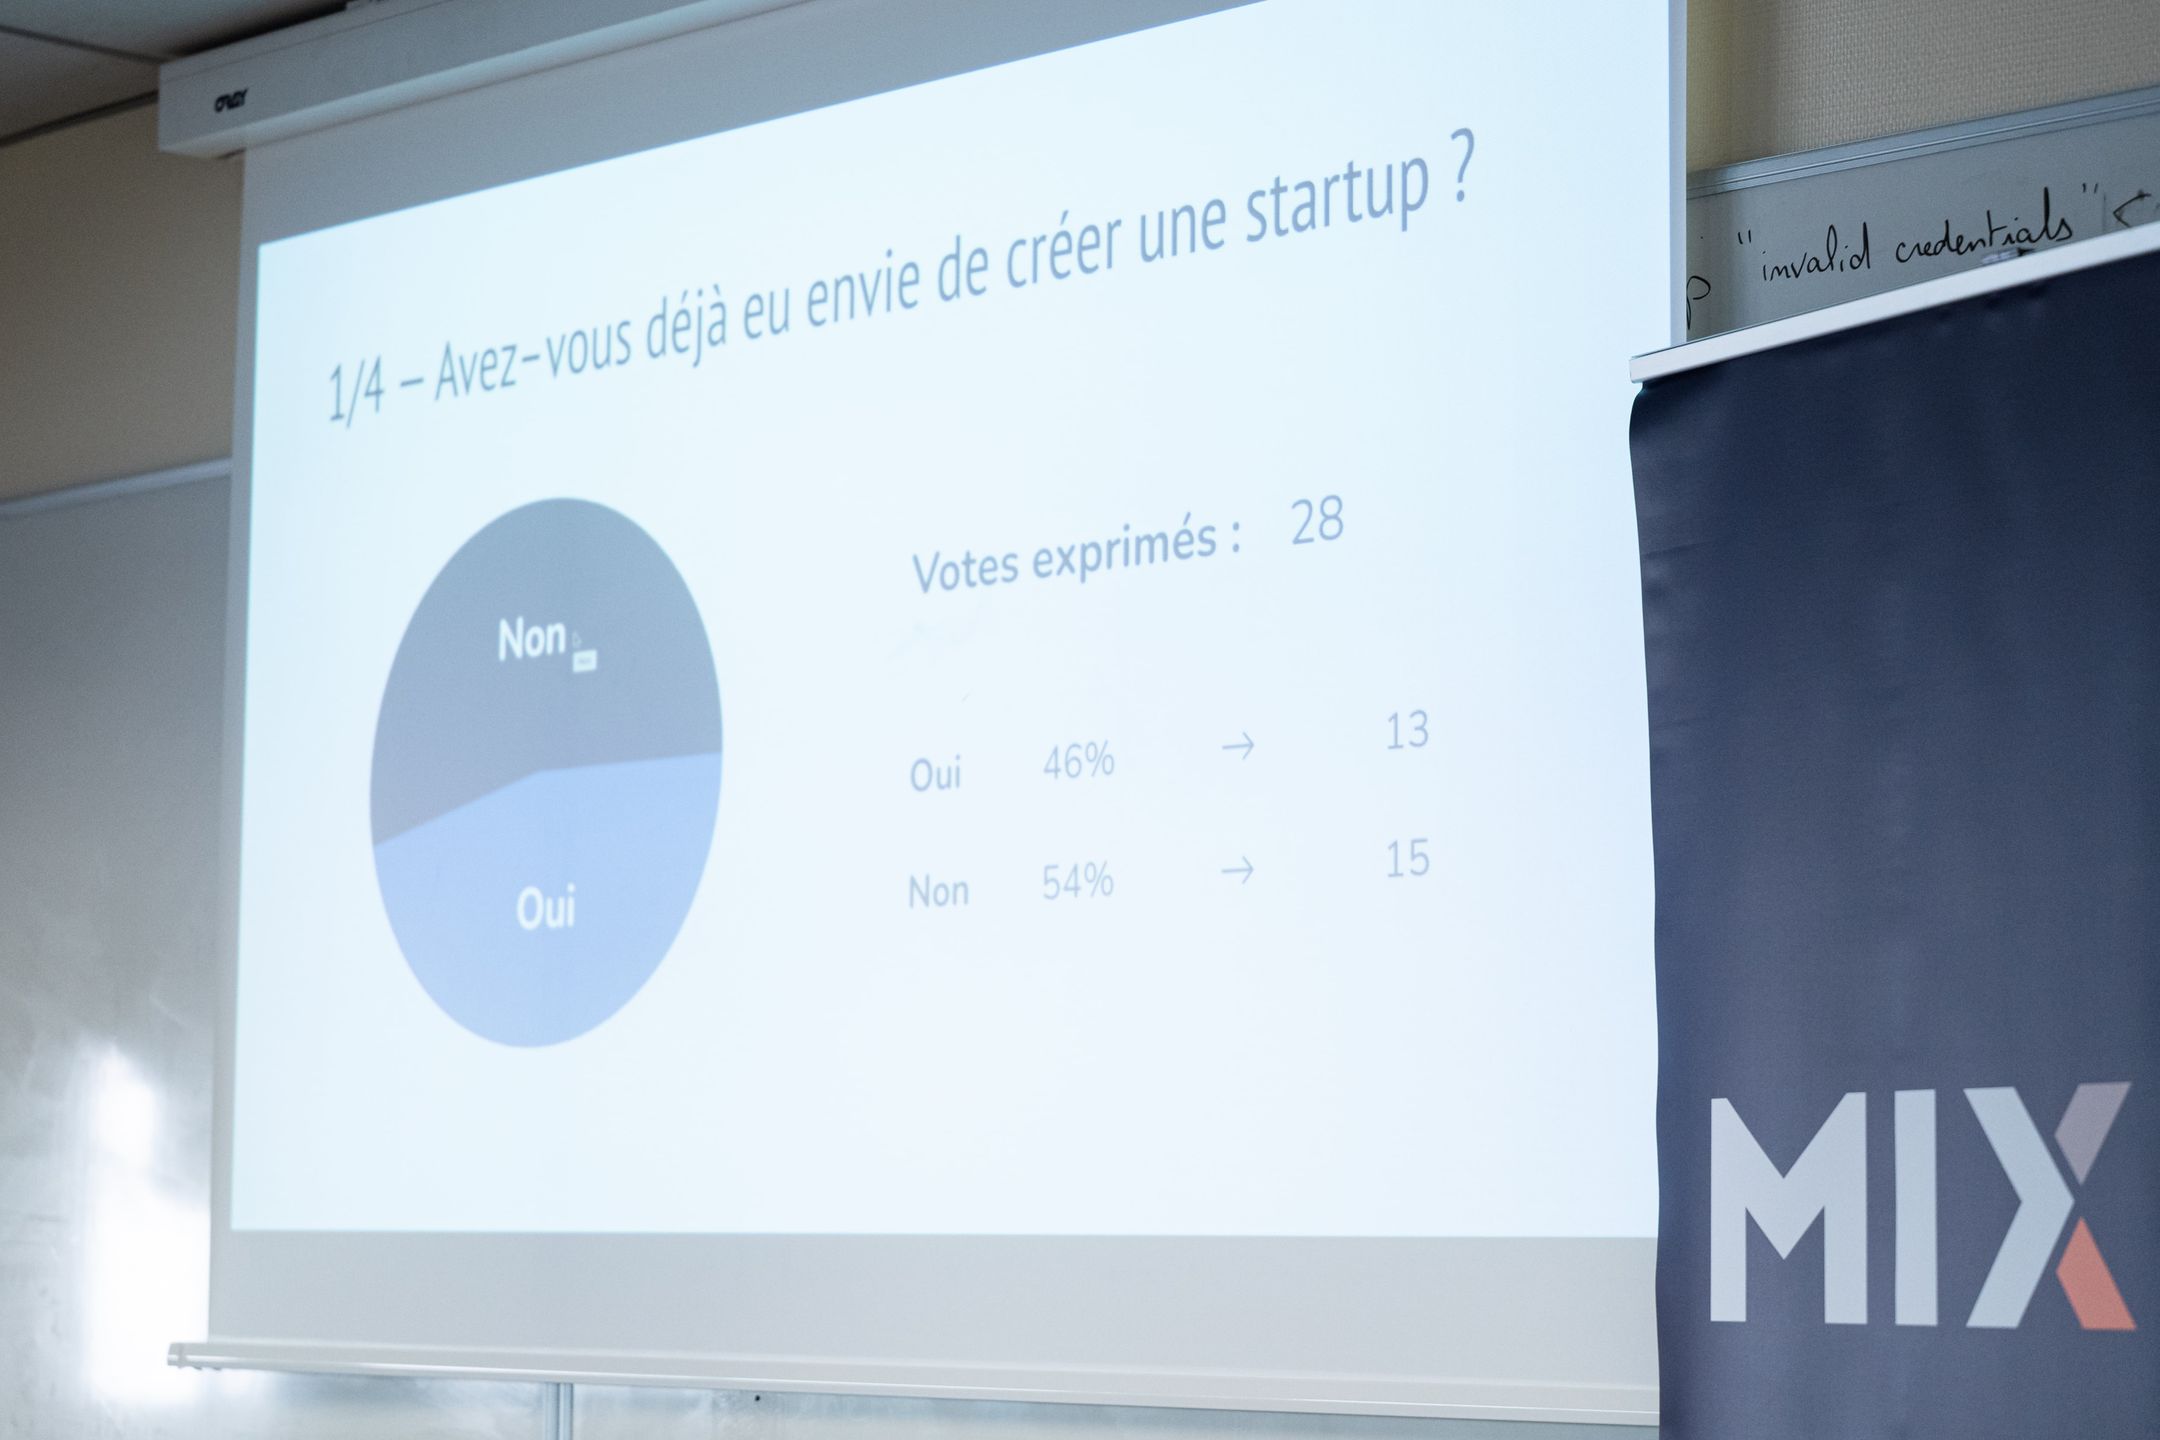 oray
1/4 – Avez-vous déjà eu envie de créer une startup ?
Non
Oui
Votes exprimés : 28
Oui 46% → 13
Non 54% → 15
"invalid credentials"
MIX